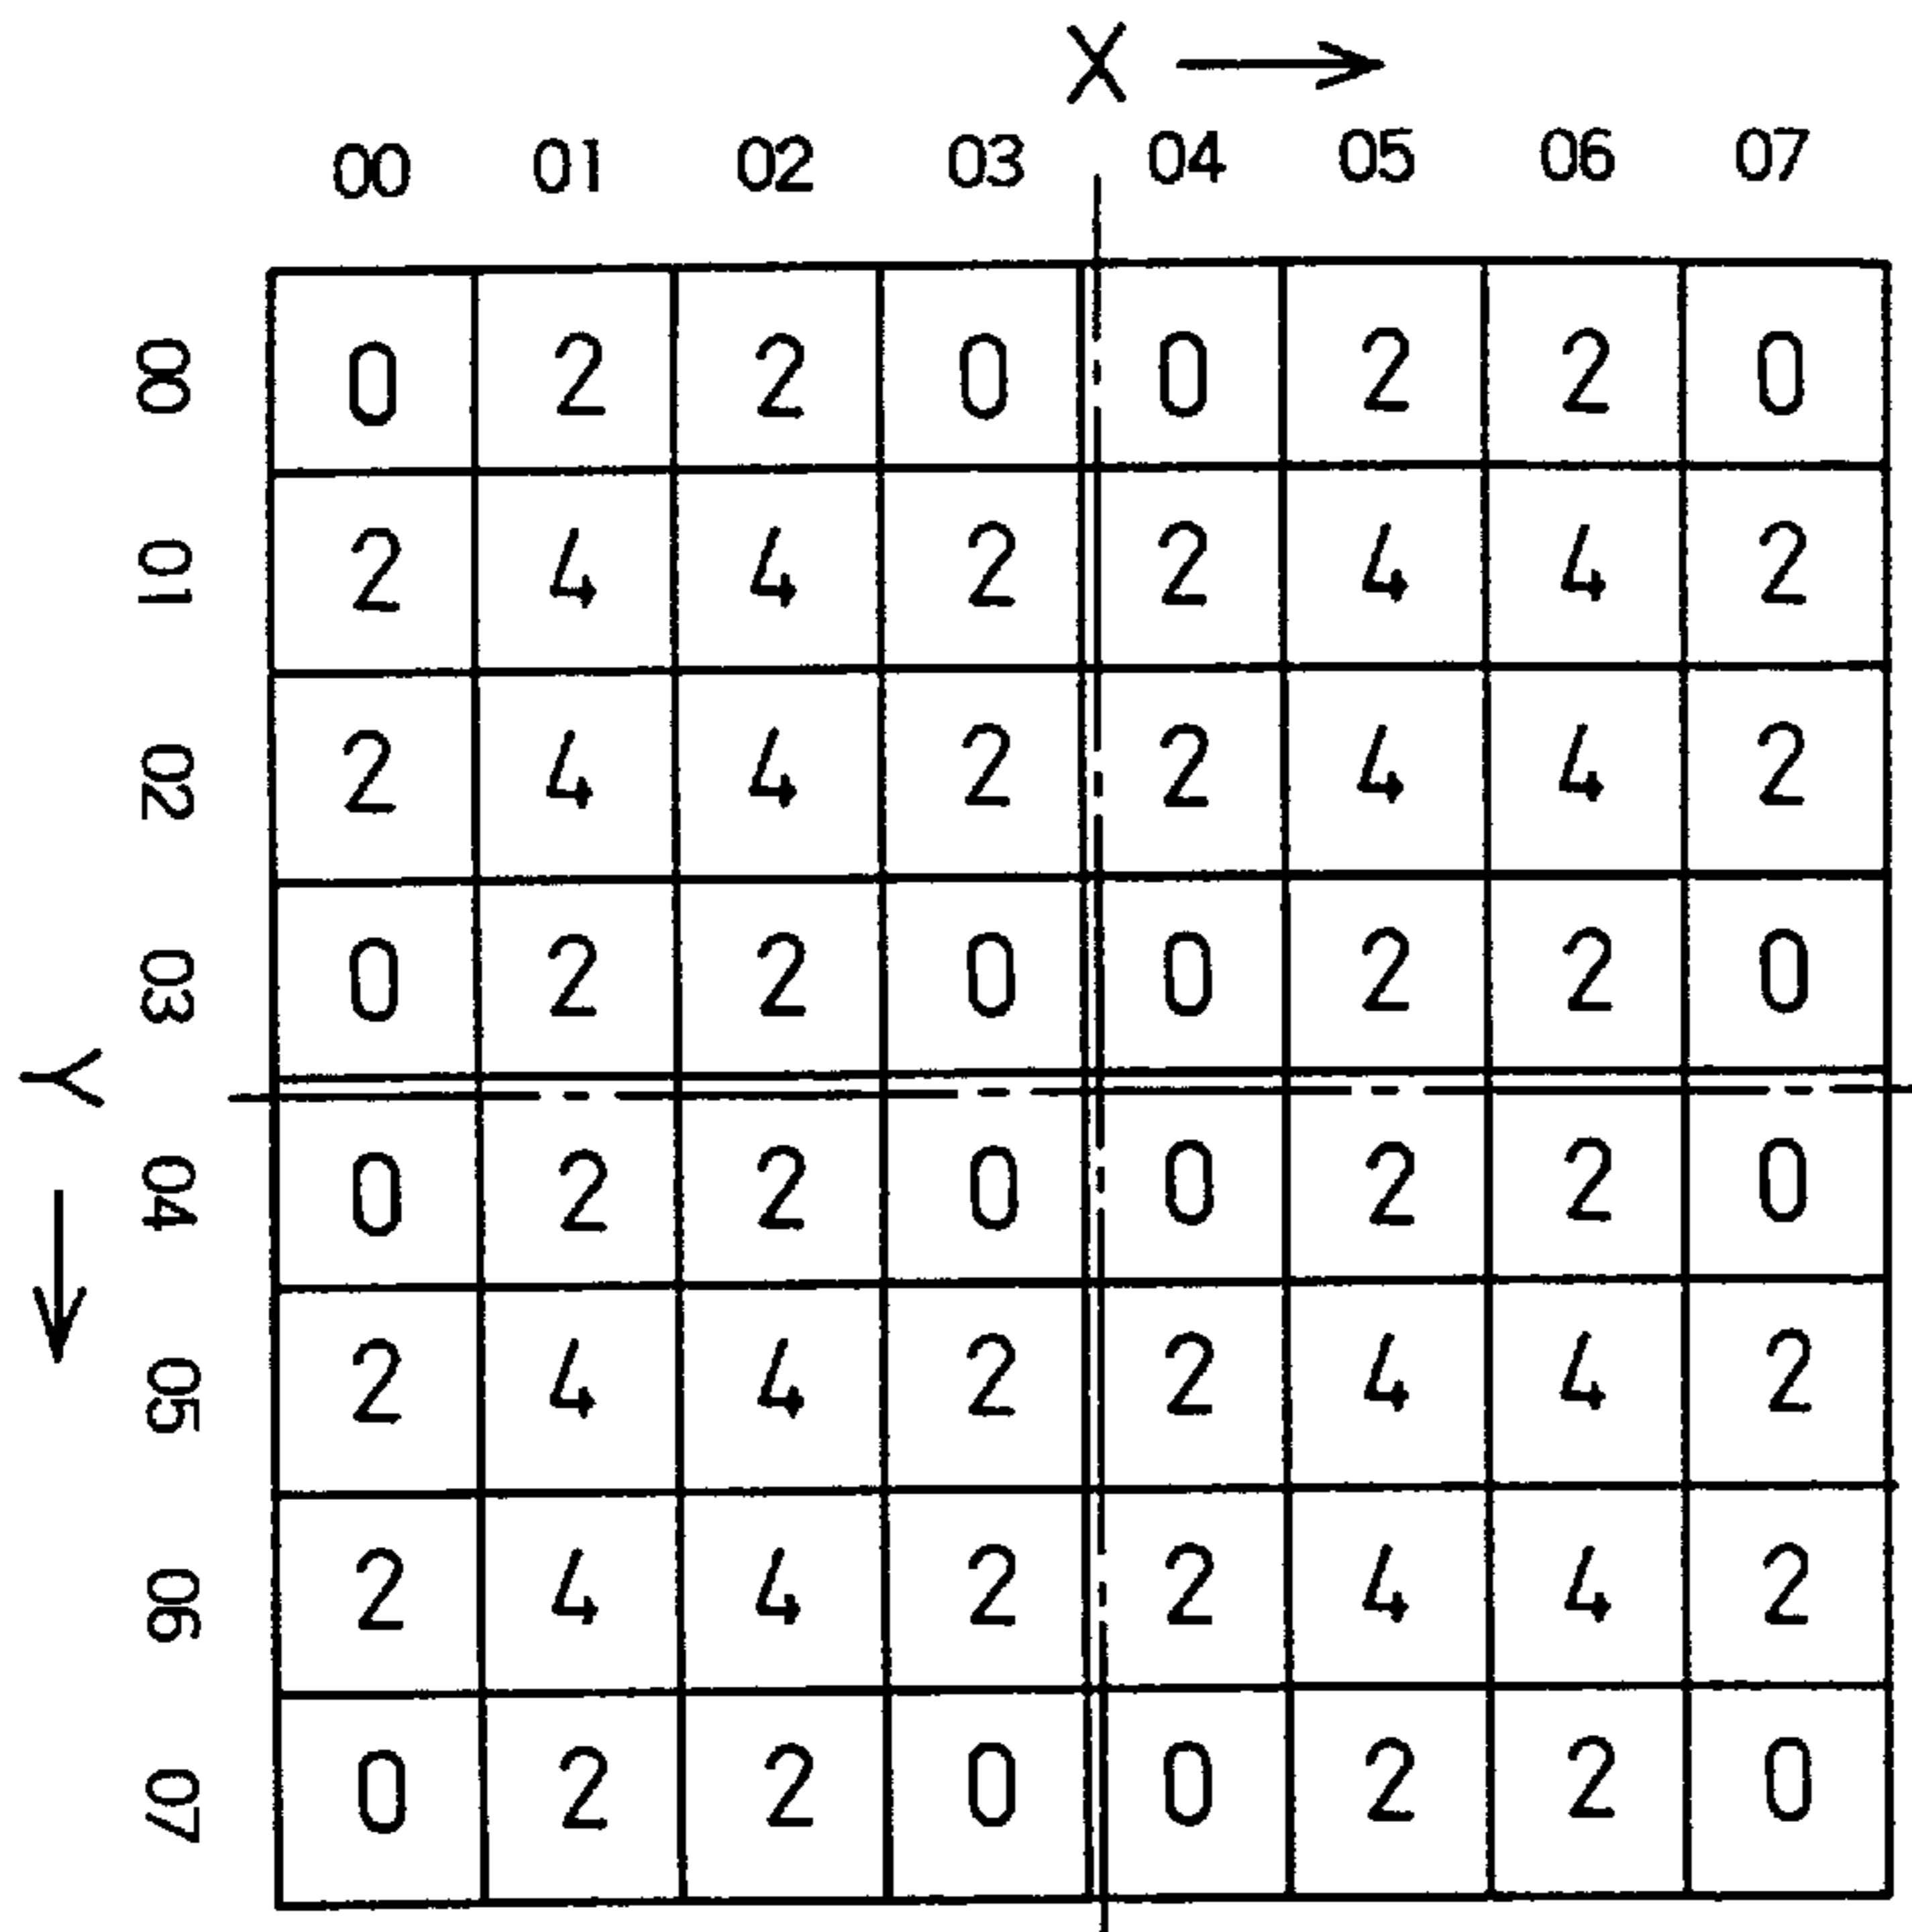 X
00 01 02 03 04 05 06 07
00 0 2 2 0 0 2 2 0
01 2 4 4 2 2 4 4 2
02 2 4 4 2 2 4 4 2
03 0 2 2 0 0 2 2 0
Y
04 0 2 2 0 0 2 2 0
05 2 4 4 2 2 4 4 2
06 2 4 4 2 2 4 4 2
07 0 2 2 0 0 2 2 0